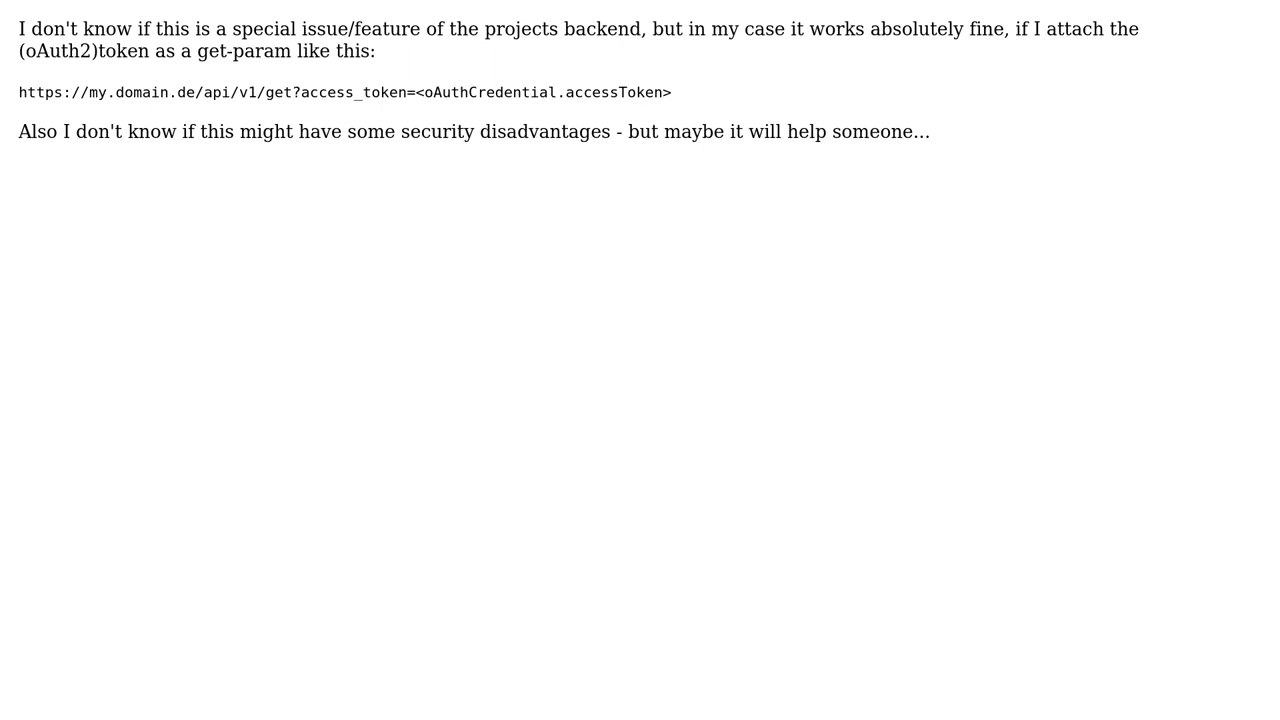 I don't know if this is a special issue/feature of the projects backend, but in my case it works absolutely fine, if I attach the
(oAuth2)token as a get-param like this:
https://my.domain.de/api/v1/get?access_token=<oAuthCredential.accessToken>
Also I don't know if this might have some security disadvantages - but maybe it will help someone...